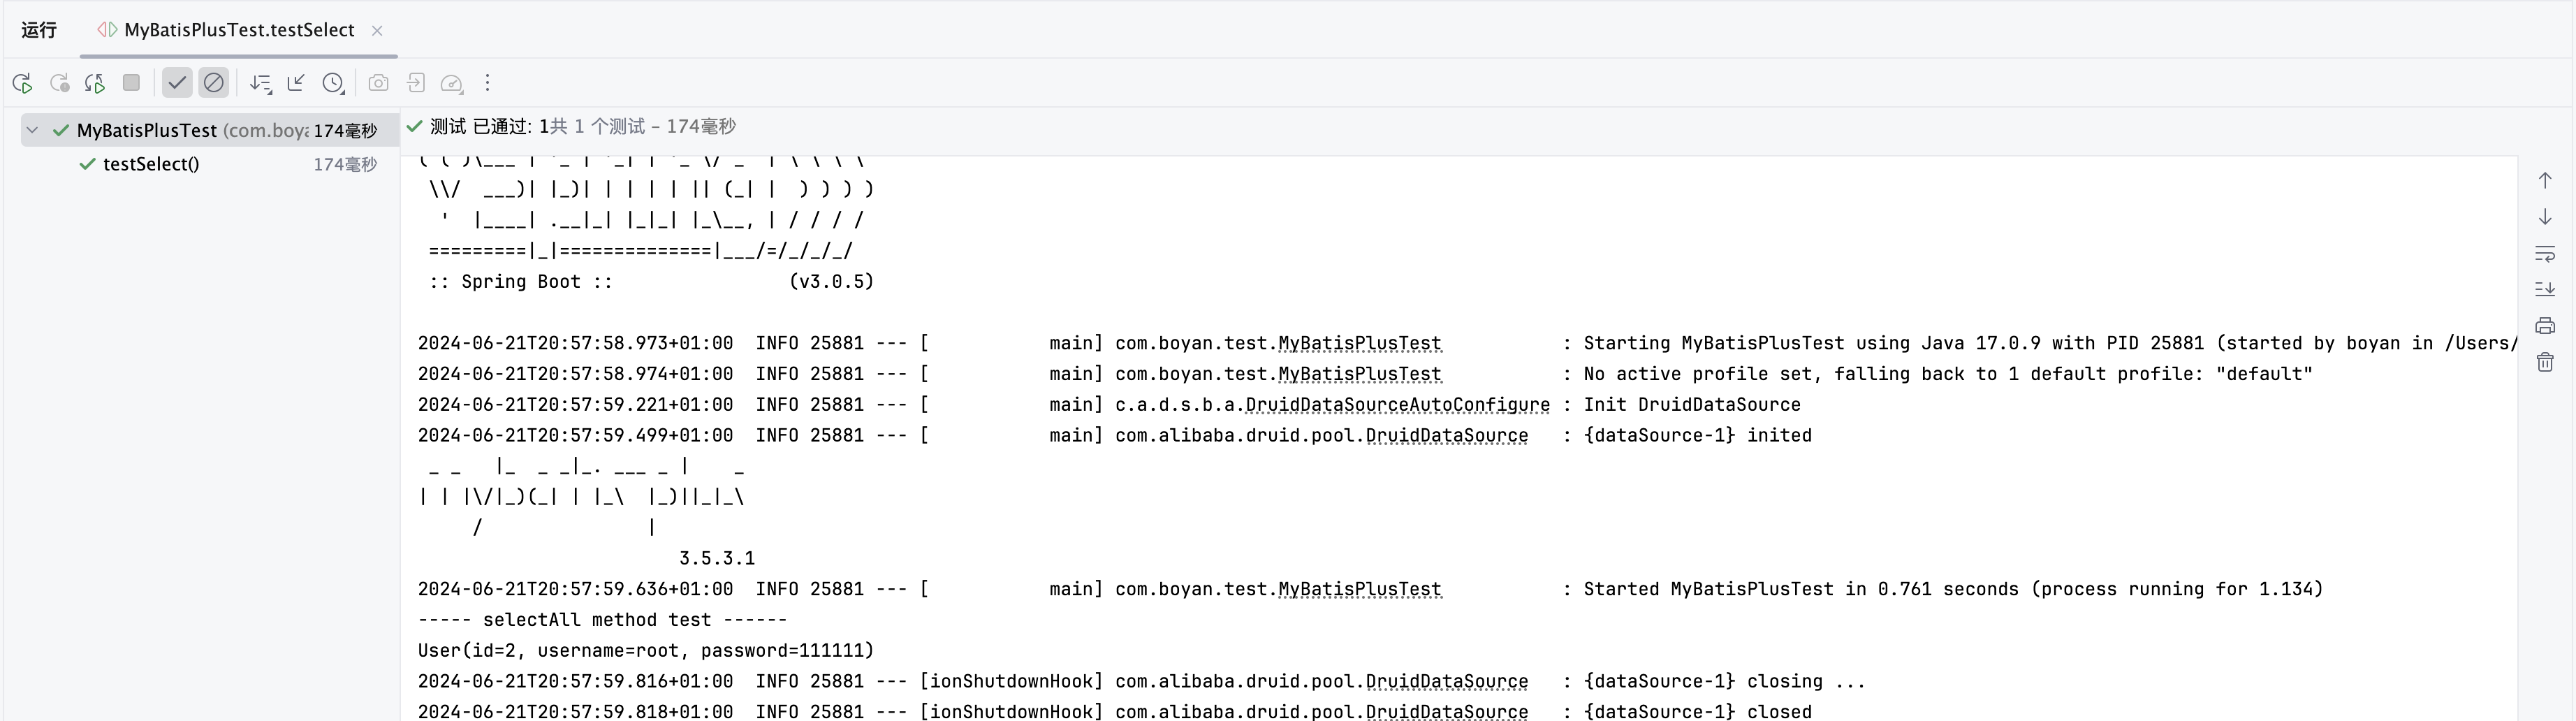 运行 MyBatisPlusTest.testSelect
MyBatisPlusTest (com.boya 174毫秒
testSelect() 174毫秒
测试 已通过: 1共 1 个测试 – 174毫秒
( ( )\___ | '_ | '_| | '_ \/ _` | \ \ \ \
 \\/  ___)| |_)| | | | | || (_| |  ) ) ) )
  '  |____| .__|_| |_|_| |_\__, | / / / /
 =========|_|==============|___/=/_/_/_/
 :: Spring Boot ::                (v3.0.5)
2024-06-21T20:57:58.973+01:00  INFO 25881 --- [           main] com.boyan.test.MyBatisPlusTest           : Starting MyBatisPlusTest using Java 17.0.9 with PID 25881 (started by boyan in /Users/
2024-06-21T20:57:58.974+01:00  INFO 25881 --- [           main] com.boyan.test.MyBatisPlusTest           : No active profile set, falling back to 1 default profile: "default"
2024-06-21T20:57:59.221+01:00  INFO 25881 --- [           main] c.a.d.s.b.a.DruidDataSourceAutoConfigure : Init DruidDataSource
2024-06-21T20:57:59.499+01:00  INFO 25881 --- [           main] com.alibaba.druid.pool.DruidDataSource   : {dataSource-1} inited
 _ _   |_  _ _|_. ___ _ |    _
| | |\/|_)(_| | |_\  |_)||_|_\
     /               |
                        3.5.3.1
2024-06-21T20:57:59.636+01:00  INFO 25881 --- [           main] com.boyan.test.MyBatisPlusTest           : Started MyBatisPlusTest in 0.761 seconds (process running for 1.134)
----- selectAll method test ------
User(id=2, username=root, password=111111)
2024-06-21T20:57:59.816+01:00  INFO 25881 --- [ionShutdownHook] com.alibaba.druid.pool.DruidDataSource   : {dataSource-1} closing ...
2024-06-21T20:57:59.818+01:00  INFO 25881 --- [ionShutdownHook] com.alibaba.druid.pool.DruidDataSource   : {dataSource-1} closed